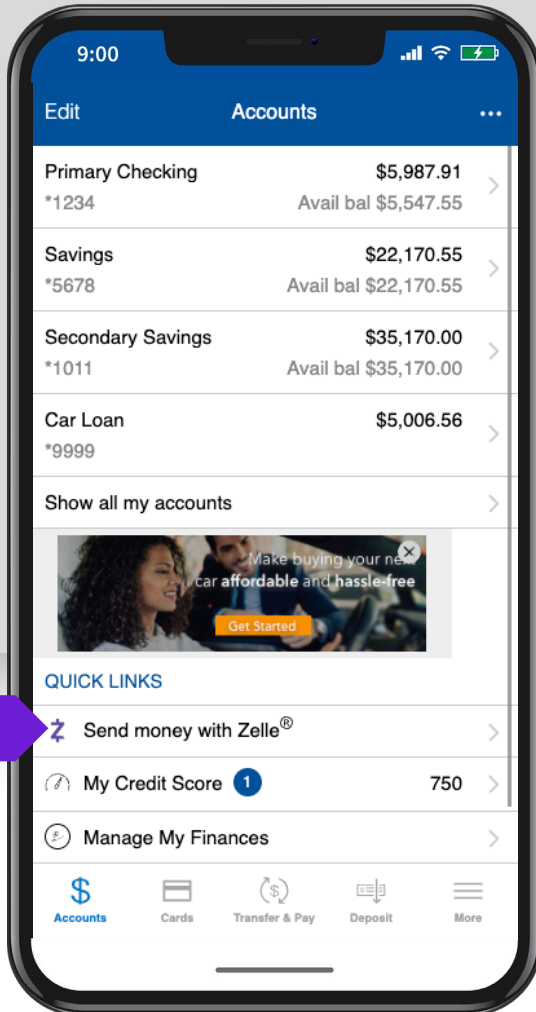 9:00
Edit Accounts ...
Primary Checking $5,987.91
*1234 Avail bal $5,547.55
Savings $22,170.55
*5678 Avail bal $22,170.55
Secondary Savings $35,170.00
*1011 Avail bal $35,170.00
Car Loan $5,006.56
*9999
Show all my accounts
Make buying your
car affordable and hassle-free
Get Started
QUICK LINKS
Send money with Zelle®
My Credit Score 1 750
Manage My Finances
Accounts Cards Transfer & Pay Deposit More